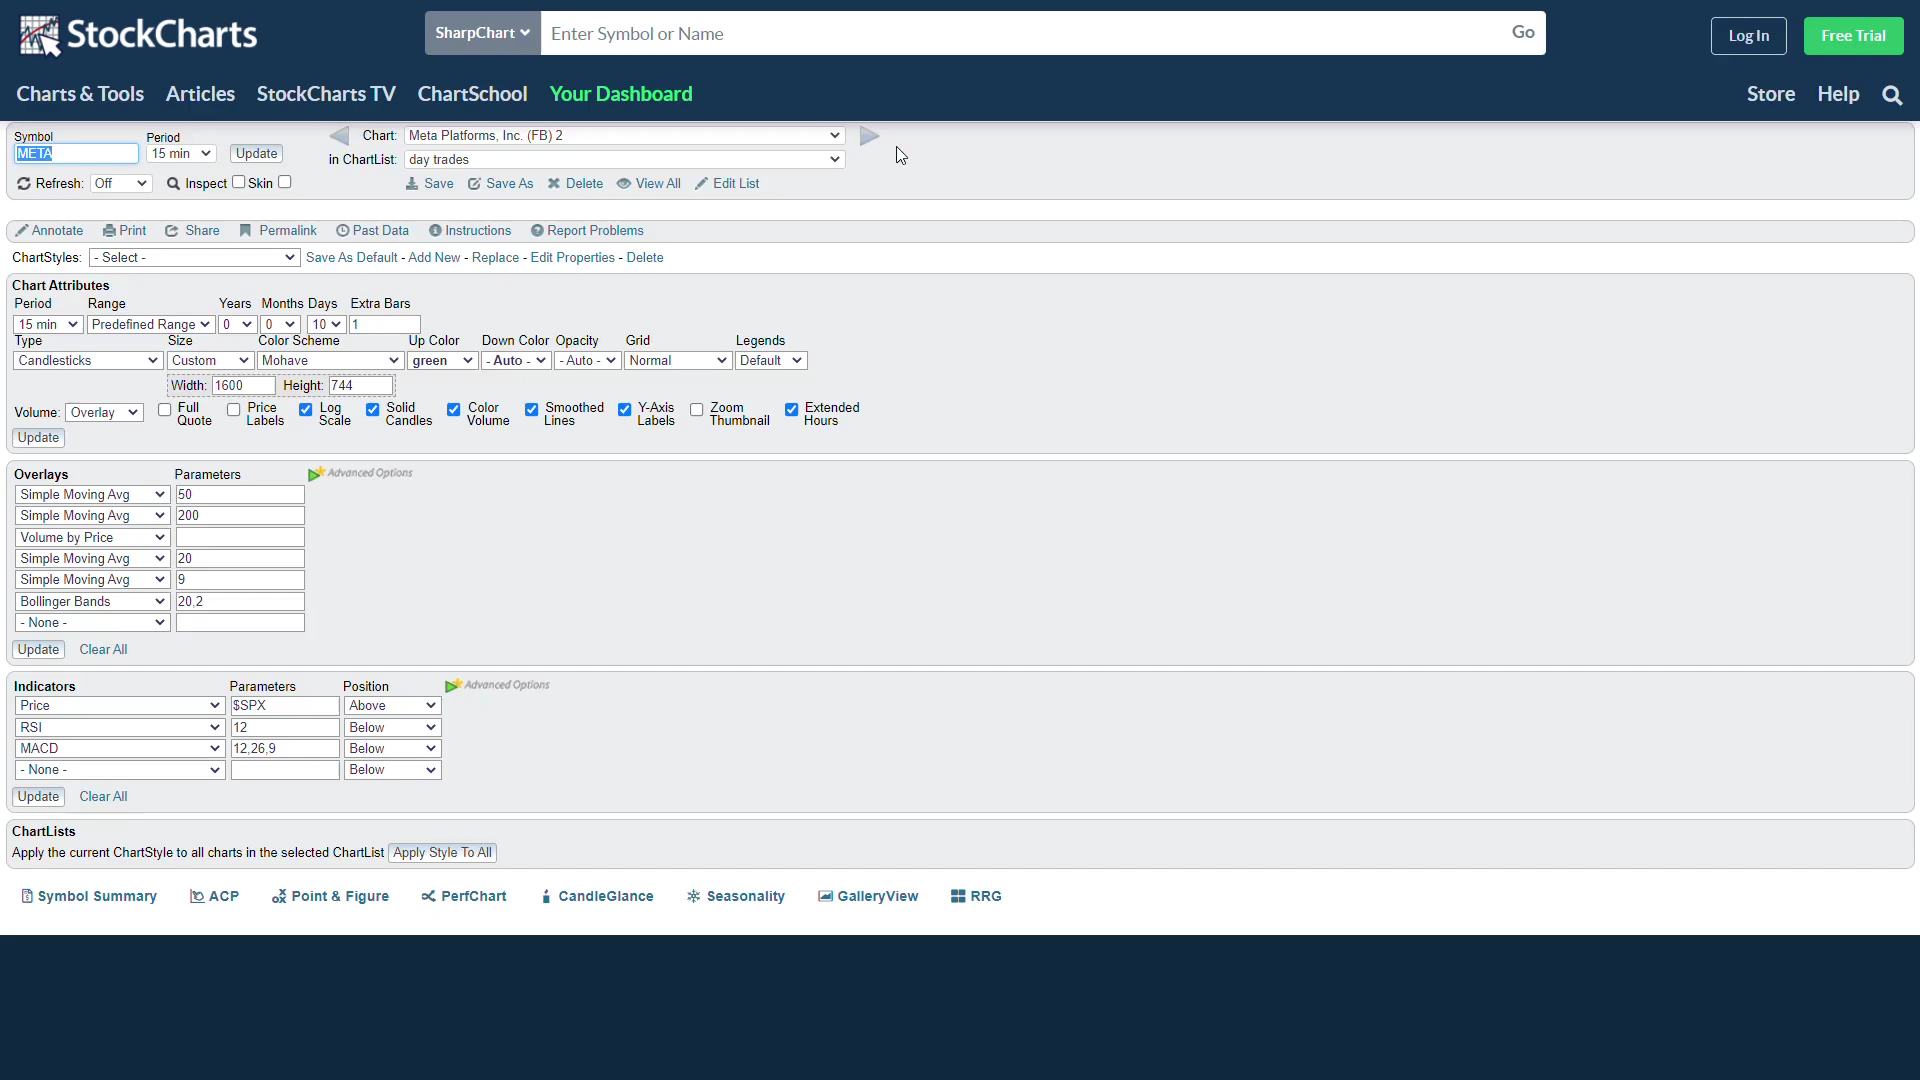 StockCharts
SharpChart Enter Symbol or Name Go
Log In Free Trial
Charts & Tools Articles StockCharts TV ChartSchool Your Dashboard Store Help
Symbol Period
META 15 min Update
Chart: Meta Platforms, Inc. (FB) 2
in ChartList: day trades
Refresh: Off Inspect Skin
Save Save As Delete View All Edit List
Annotate Print Share Permalink Past Data Instructions Report Problems
ChartStyles: - Select - Save As Default - Add New - Replace - Edit Properties - Delete
Chart Attributes
Period Range Years Months Days Extra Bars
15 min Predefined Range 0 0 10 1
Type Size Color Scheme Up Color Down Color Opacity Grid Legends
Candlesticks Custom Mohave green - Auto - - Auto - Normal Default
Width: 1600 Height: 744
Volume: Overlay Full Quote Price Labels Log Scale Solid Candles Color Volume Smoothed Lines Y-Axis Labels Zoom Thumbnail Extended Hours
Update
Overlays Parameters Advanced Options
Simple Moving Avg 50
Simple Moving Avg 200
Volume by Price
Simple Moving Avg 20
Simple Moving Avg 9
Bollinger Bands 20,2
- None -
Update Clear All
Indicators Parameters Position Advanced Options
Price $SPX Above
RSI 12 Below
MACD 12,26,9 Below
- None - Below
Update Clear All
ChartLists
Apply the current ChartStyle to all charts in the selected ChartList Apply Style To All
Symbol Summary ACP Point & Figure PerfChart CandleGlance Seasonality GalleryView RRG